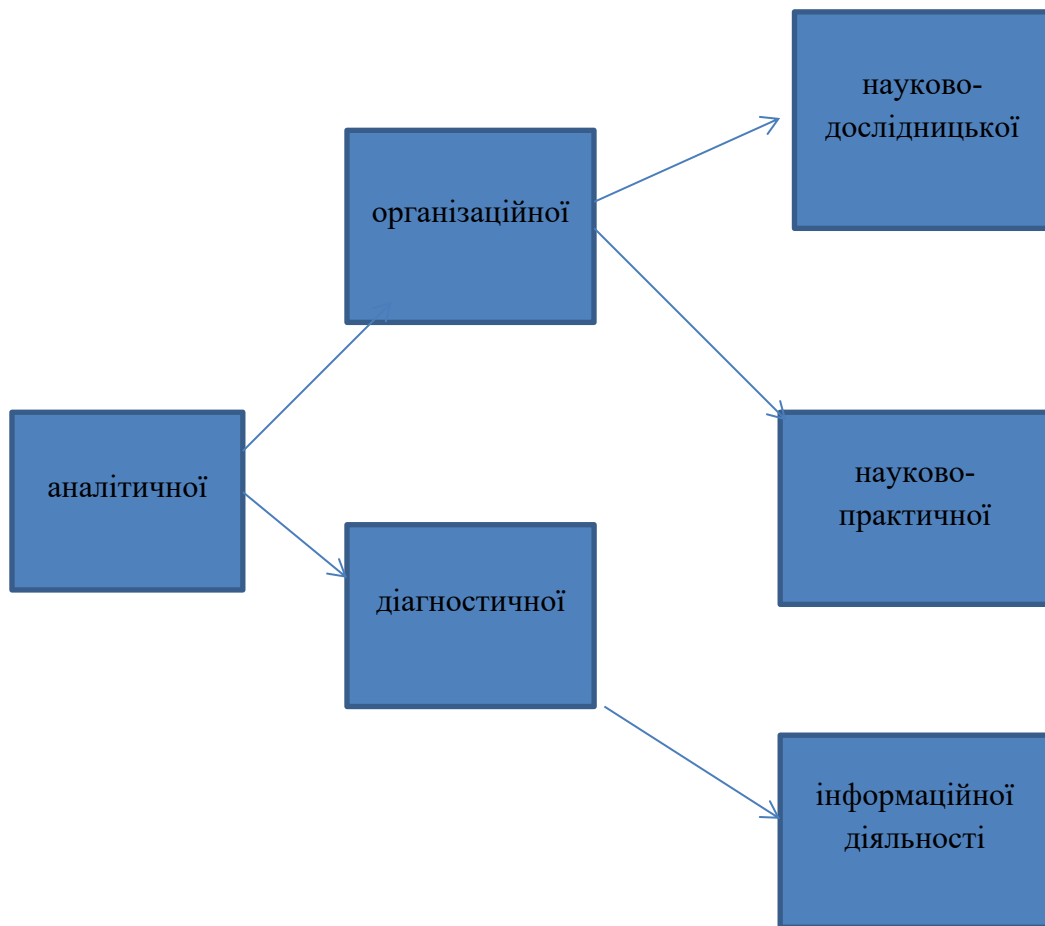 науково-
дослідницької
організаційної
аналітичної
науково-
практичної
діагностичної
інформаційної
діяльності